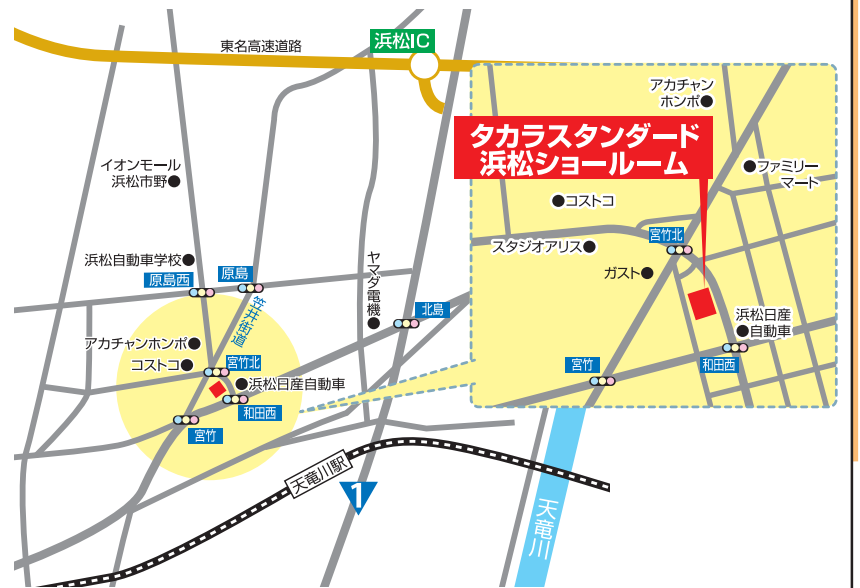 東名高速道路
浜松IC
アカチャン
ホンポ
タカラスタンダード
浜松ショールーム
ファミリー
マート
イオンモール
浜松市野
コストコ
スタジオアリス
宮竹北
ガスト
浜松日産
自動車
和田西
宮竹
浜松自動車学校
原島西
原島
ヤマダ電機
笠井街道
北島
アカチャンホンポ
コストコ
宮竹北
浜松日産自動車
和田西
宮竹
天竜川駅
1
天竜川